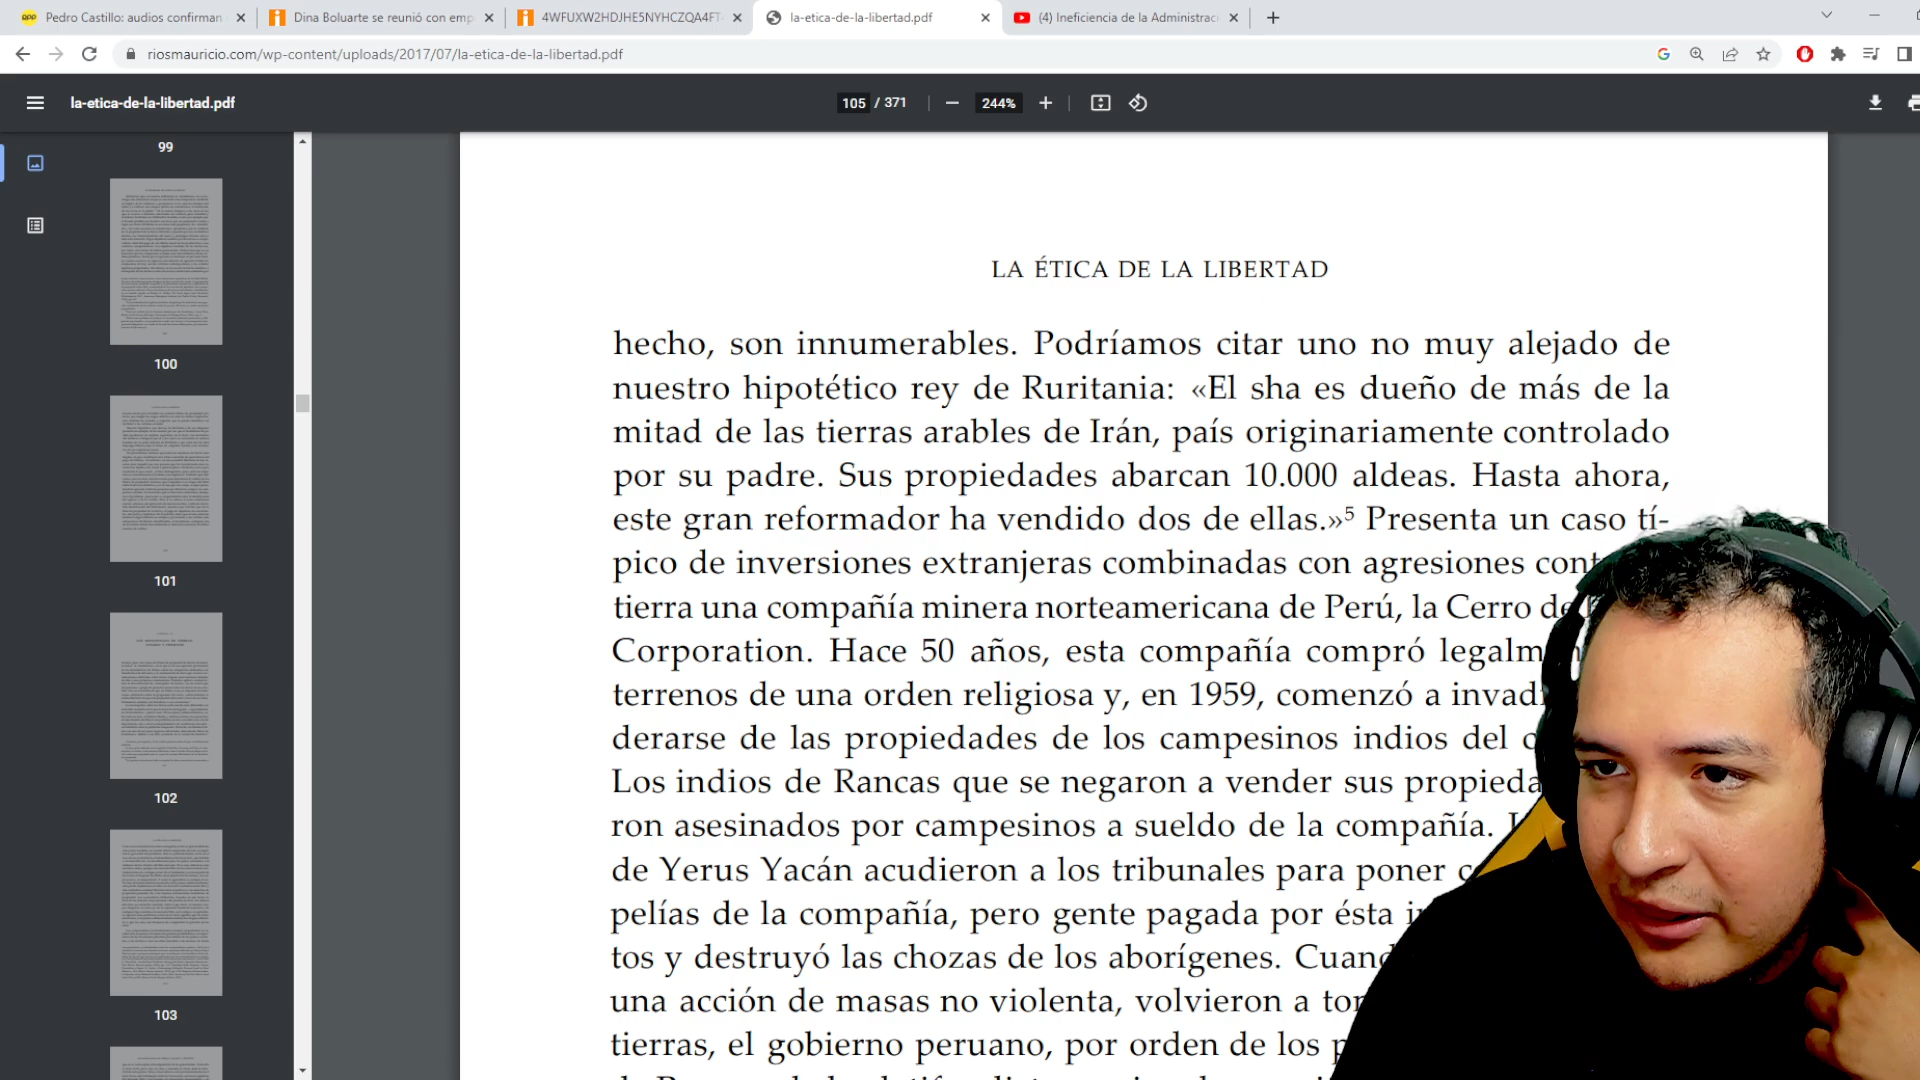 RPP Pedro Castillo: audios confirman
Dina Boluarte se reunió con emp
4WFUXW2HDJHE5NYHCZQA4FT
la-etica-de-la-libertad.pdf
(4) Ineficiencia de la Administrac
riosmauricio.com/wp-content/uploads/2017/07/la-etica-de-la-libertad.pdf
la-etica-de-la-libertad.pdf
105 / 371
244%
99
100
101
102
103
LA ÉTICA DE LA LIBERTAD
hecho, son innumerables. Podríamos citar uno no muy alejado de
nuestro hipotético rey de Ruritania: «El sha es dueño de más de la
mitad de las tierras arables de Irán, país originariamente controlado
por su padre. Sus propiedades abarcan 10.000 aldeas. Hasta ahora,
este gran reformador ha vendido dos de ellas.»5 Presenta un caso tí-
pico de inversiones extranjeras combinadas con agresiones cont
tierra una compañía minera norteamericana de Perú, la Cerro de
Corporation. Hace 50 años, esta compañía compró legalm
terrenos de una orden religiosa y, en 1959, comenzó a invad
derarse de las propiedades de los campesinos indios del
Los indios de Rancas que se negaron a vender sus propieda
ron asesinados por campesinos a sueldo de la compañía.
de Yerus Yacán acudieron a los tribunales para poner
pelías de la compañía, pero gente pagada por ésta
tos y destruyó las chozas de los aborígenes. Cuand
una acción de masas no violenta, volvieron a tor
tierras, el gobierno peruano, por orden de los